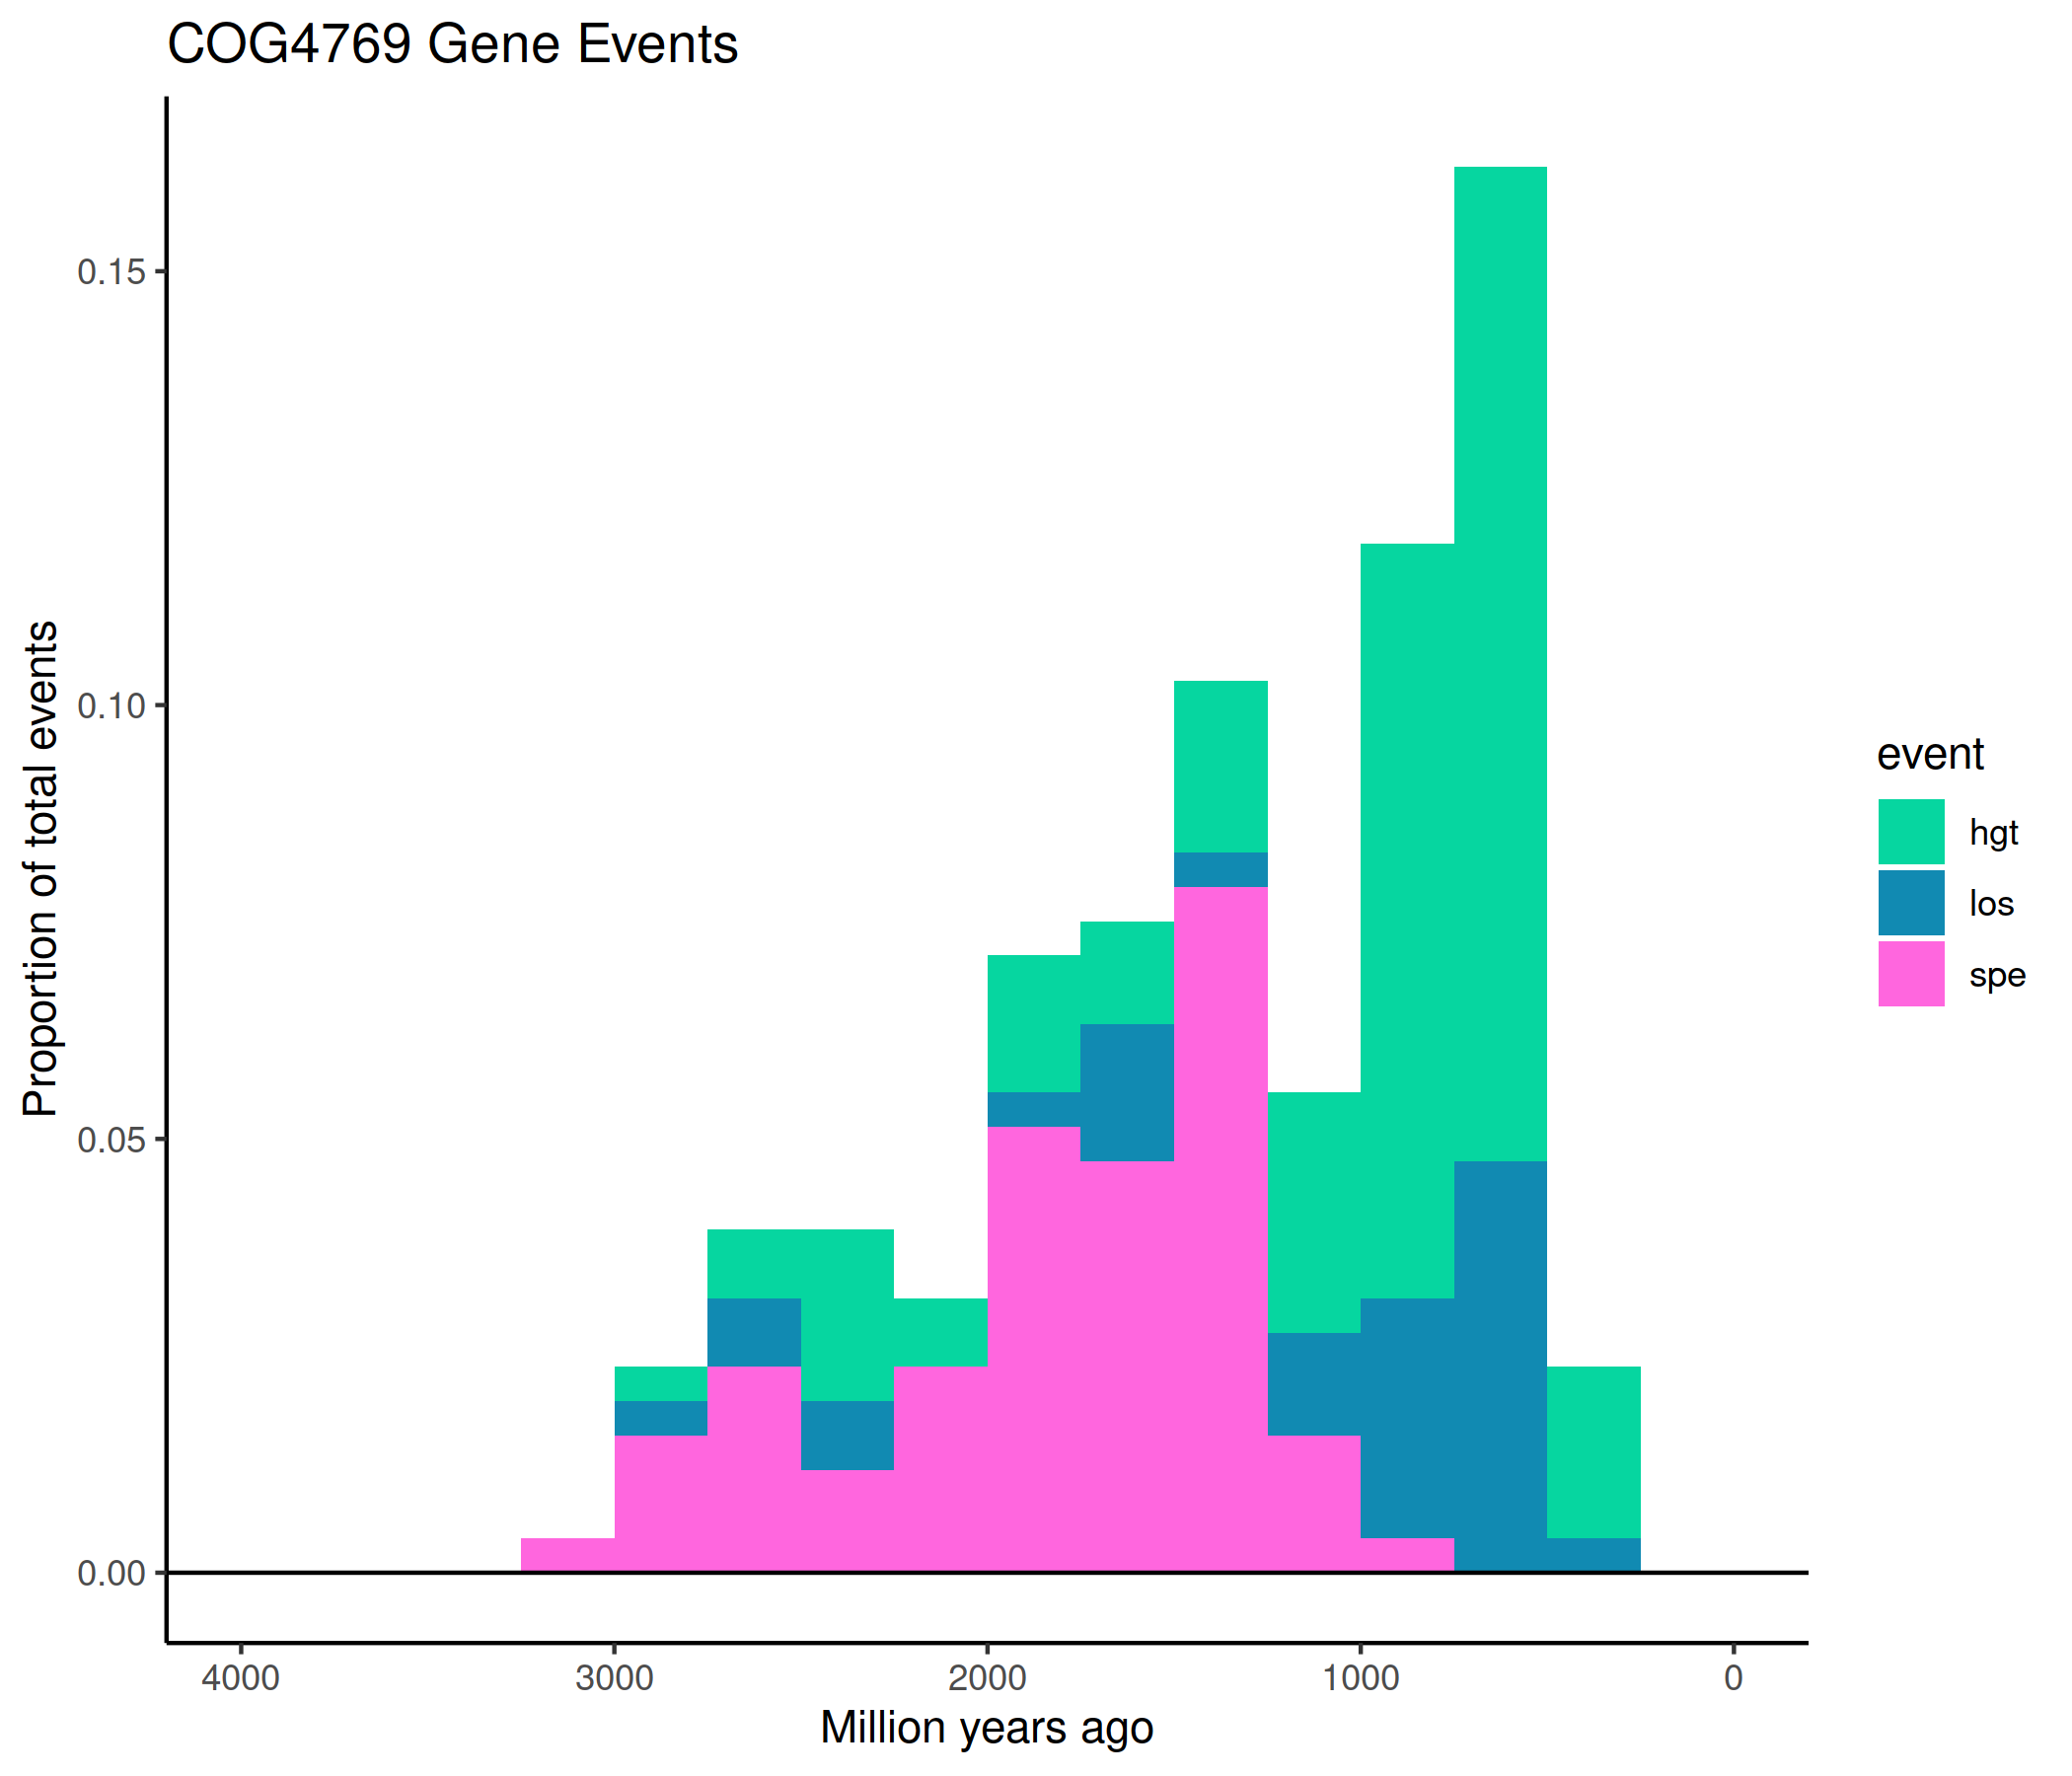 COG4769 Gene Events
Proportion of total events
0.15
0.10
0.05
0.00
4000 3000 2000 1000 0
Million years ago
event
hgt
los
spe